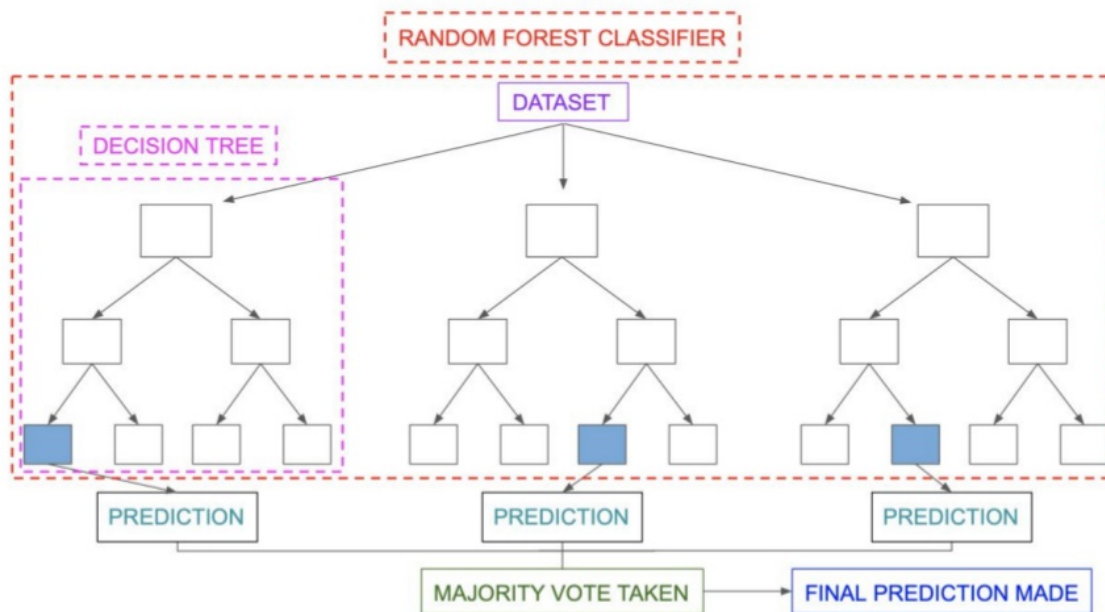 RANDOM FOREST CLASSIFIER
DATASET
DECISION TREE
PREDICTION
PREDICTION
PREDICTION
MAJORITY VOTE TAKEN
FINAL PREDICTION MADE